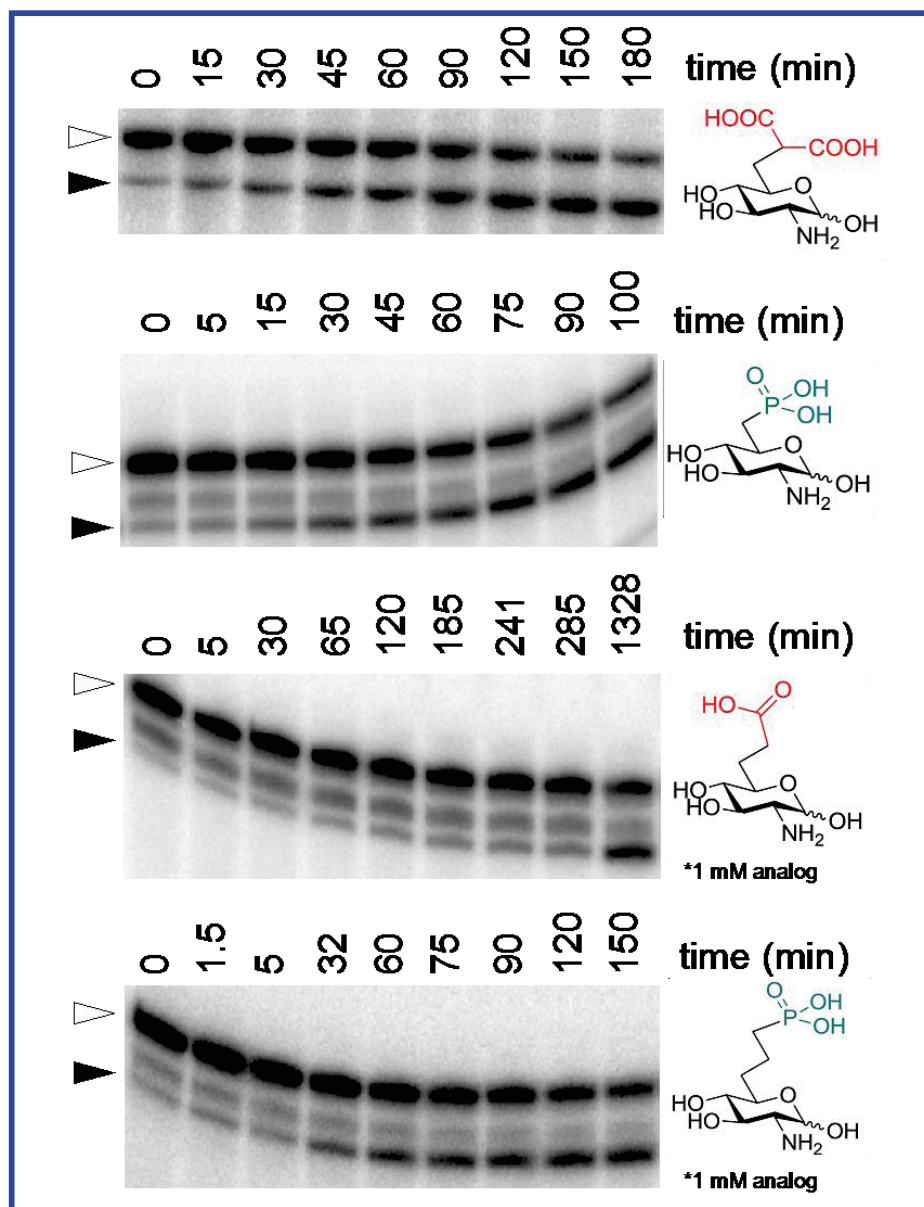 0 15 30 45 60 90 120 150 180 time (min)
HOOC
COOH
HO
O
HO
OH
NH2
0 5 15 30 45 60 75 90 100 time (min)
O
OH
P
OH
HO
O
HO
OH
NH2
0 5 30 65 120 185 241 285 1328 time (min)
HO
O
HO
O
HO
OH
NH2
*1 mM analog
0 1.5 5 32 60 75 90 120 150 time (min)
O
OH
P
OH
HO
O
HO
OH
NH2
*1 mM analog